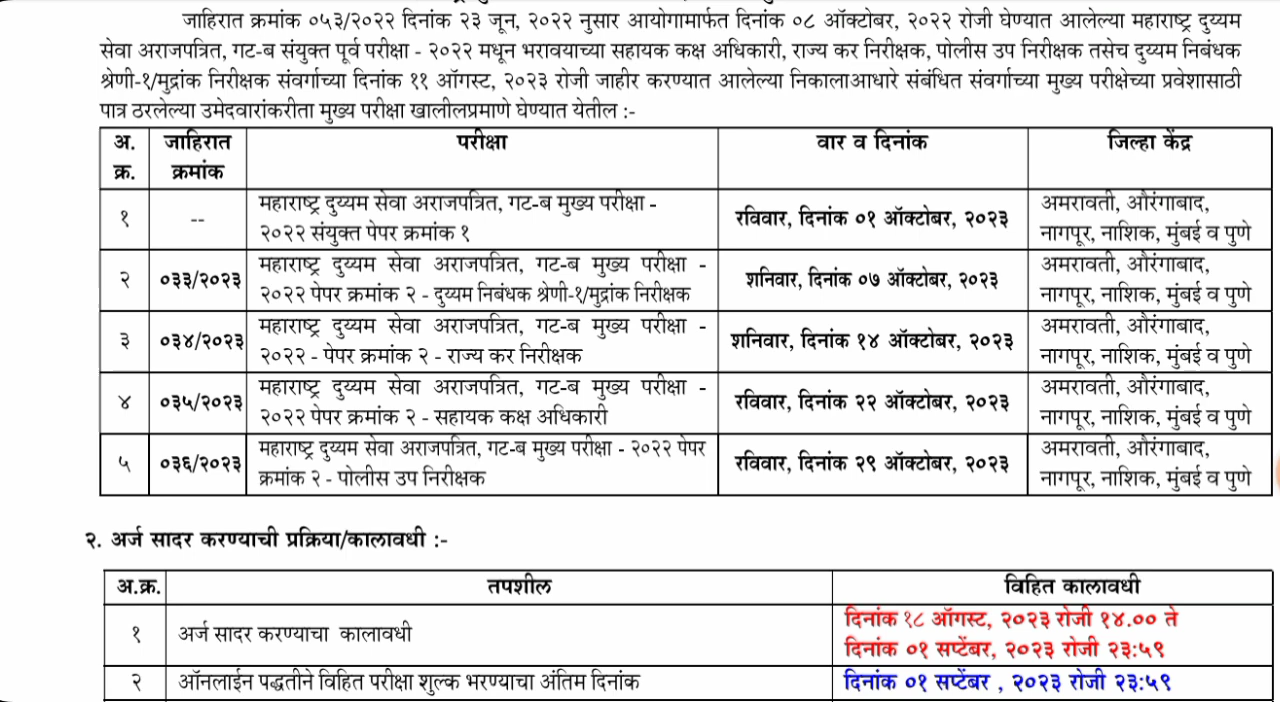 जाहिरात क्रमांक ०५३/२०२२ दिनांक २३ जून, २०२२ नुसार आयोगामार्फत दिनांक ०८ ऑक्टोबर, २०२२ रोजी घेण्यात आलेल्या महाराष्ट्र दुय्यम
सेवा अराजपत्रित, गट-ब संयुक्त पूर्व परीक्षा - २०२२ मधून भरावयाच्या सहायक कक्ष अधिकारी, राज्य कर निरीक्षक, पोलीस उप निरीक्षक तसेच दुय्यम निबंधक
श्रेणी-१/मुद्रांक निरीक्षक संवर्गाच्या दिनांक ११ ऑगस्ट, २०२३ रोजी जाहीर करण्यात आलेल्या निकालाआधारे संबंधित संवर्गाच्या मुख्य परीक्षेच्या प्रवेशासाठी
पात्र ठरलेल्या उमेदवारांकरीता मुख्य परीक्षा खालीलप्रमाणे घेण्यात येतील :-
अ. जाहिरात परीक्षा वार व दिनांक जिल्हा केंद्र
क्र. क्रमांक
१ -- महाराष्ट्र दुय्यम सेवा अराजपत्रित, गट-ब मुख्य परीक्षा - रविवार, दिनांक ०१ ऑक्टोबर, २०२३ अमरावती, औरंगाबाद,
२०२२ संयुक्त पेपर क्रमांक १ नागपूर, नाशिक, मुंबई व पुणे
२ ०३३/२०२३ महाराष्ट्र दुय्यम सेवा अराजपत्रित, गट-ब मुख्य परीक्षा - शनिवार, दिनांक ०७ ऑक्टोबर, २०२३ अमरावती, औरंगाबाद,
२०२२ पेपर क्रमांक २ - दुय्यम निबंधक श्रेणी-१/मुद्रांक निरीक्षक नागपूर, नाशिक, मुंबई व पुणे
३ ०३४/२०२३ महाराष्ट्र दुय्यम सेवा अराजपत्रित, गट-ब मुख्य परीक्षा - शनिवार, दिनांक १४ ऑक्टोबर, २०२३ अमरावती, औरंगाबाद,
२०२२ - पेपर क्रमांक २ - राज्य कर निरीक्षक नागपूर, नाशिक, मुंबई व पुणे
४ ०३५/२०२३ महाराष्ट्र दुय्यम सेवा अराजपत्रित, गट-ब मुख्य परीक्षा - रविवार, दिनांक २२ ऑक्टोबर, २०२३ अमरावती, औरंगाबाद,
२०२२ पेपर क्रमांक २ - सहायक कक्ष अधिकारी नागपूर, नाशिक, मुंबई व पुणे
५ ०३६/२०२३ महाराष्ट्र दुय्यम सेवा अराजपत्रित, गट-ब मुख्य परीक्षा - २०२२ पेपर रविवार, दिनांक २९ ऑक्टोबर, २०२३ अमरावती, औरंगाबाद,
क्रमांक २ - पोलीस उप निरीक्षक नागपूर, नाशिक, मुंबई व पुणे
२. अर्ज सादर करण्याची प्रक्रिया/कालावधी :-
अ.क्र. तपशील विहित कालावधी
१ अर्ज सादर करण्याचा कालावधी दिनांक १८ ऑगस्ट, २०२३ रोजी १४.०० ते
दिनांक ०१ सप्टेंबर, २०२३ रोजी २३:५९
२ ऑनलाईन पद्धतीने विहित परीक्षा शुल्क भरण्याचा अंतिम दिनांक दिनांक ०१ सप्टेंबर , २०२३ रोजी २३:५९